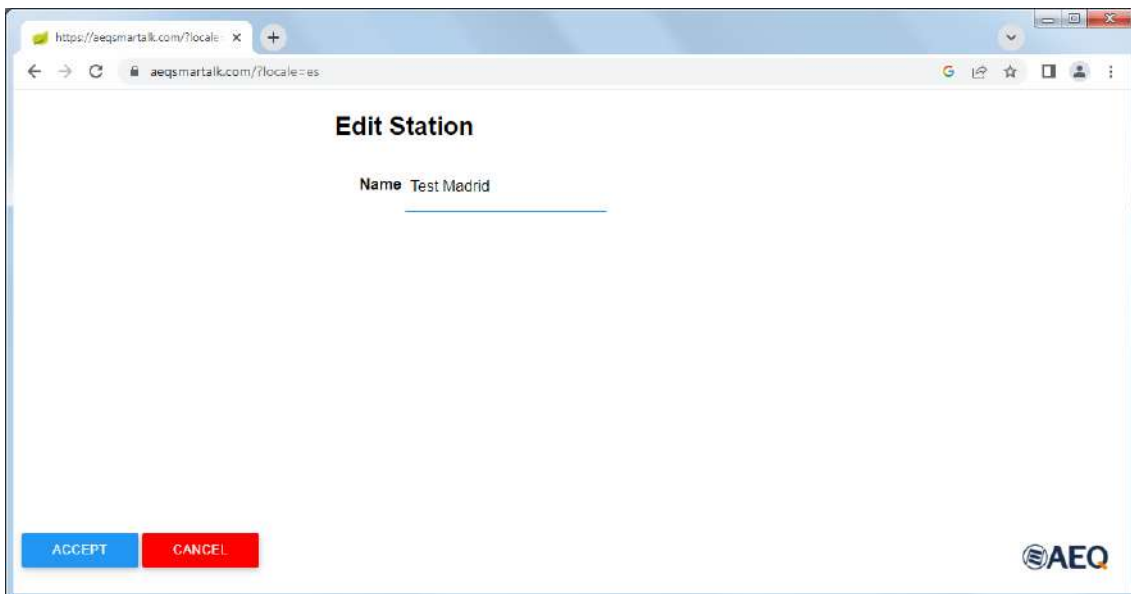 https://aeqsmartalk.com/?locale
aeqsmartalk.com/?locale=es
Edit Station
Name Test Madrid
ACCEPT CANCEL
AEQ